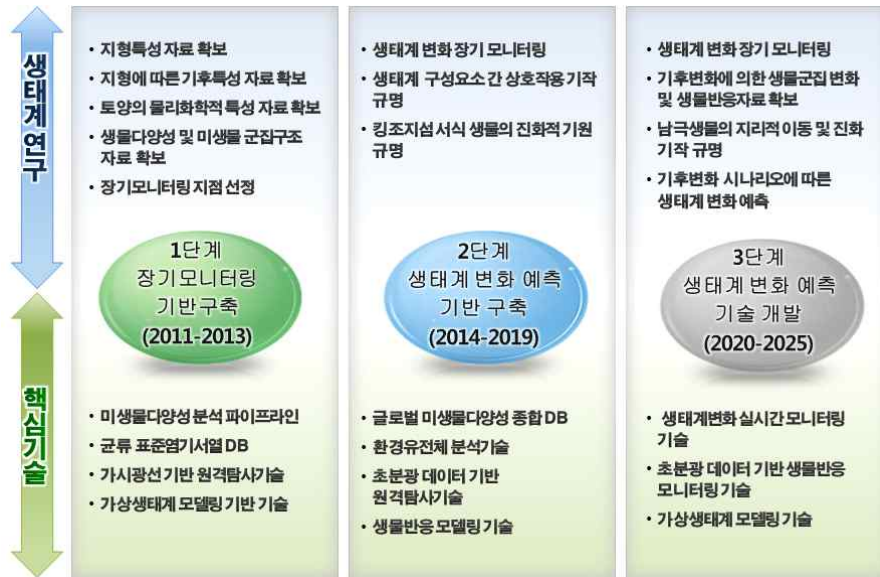 생태계연구
• 지형특성 자료 확보
• 지형에 따른 기후특성 자료 확보
• 토양의 물리화학적 특성 자료 확보
• 생물다양성 및 미생물 군집구조
자료 확보
• 장기모니터링 지점 선정
1단계
장기모니터링
기반구축
(2011-2013)
• 미생물다양성 분석 파이프라인
• 균류 표준염기서열 DB
• 가시광선 기반 원격탐사기술
• 가상생태계 모델링 기반 기술
• 생태계 변화 장기 모니터링
• 생태계 구성요소 간 상호작용 기작
규명
• 킹조지섬 서식 생물의 진화적 기원
규명
2단계
생태계 변화 예측
기반 구축
(2014-2019)
• 글로벌 미생물다양성 종합 DB
• 환경유전체 분석기술
• 초분광 데이터 기반
원격탐사기술
• 생물반응 모델링 기술
• 생태계 변화 장기 모니터링
• 기후변화에 의한 생물군집 변화
및 생물반응자료 확보
• 남극생물의 지리적 이동 및 진화
기작 규명
• 기후변화 시나리오에 따른
생태계 변화 예측
3단계
생태계 변화 예측
기술 개발
(2020-2025)
• 생태계변화 실시간 모니터링
기술
• 초분광 데이터 기반 생물반응
모니터링 기술
• 가상생태계 모델링 기술
핵심기술